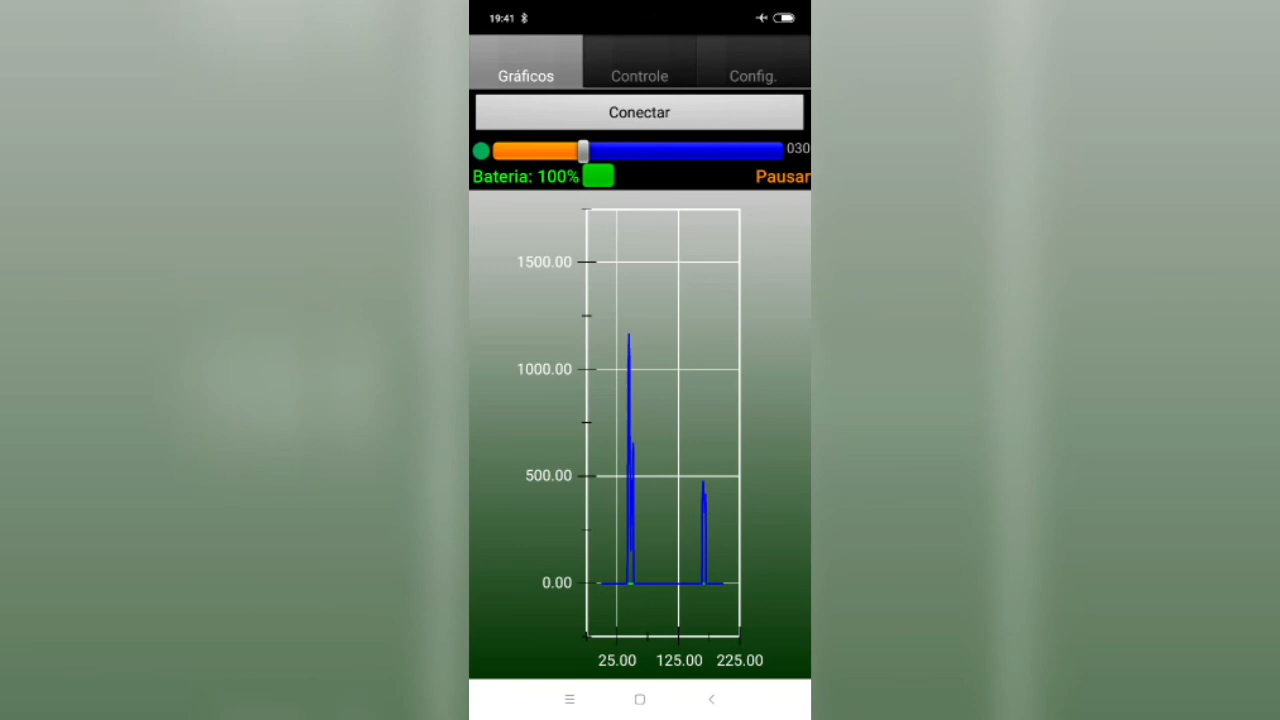 19:41
Gráficos Controle Config.
Conectar
030
Bateria: 100% Pausar
1500.00
1000.00
500.00
0.00
25.00 125.00 225.00